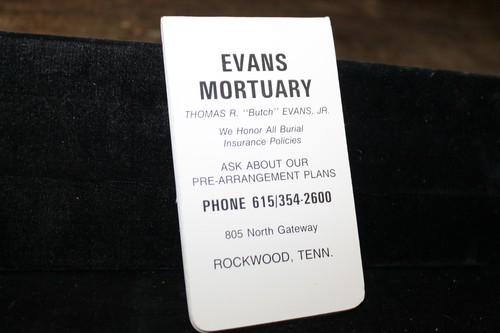 EVANS
MORTUARY
THOMAS R. "Butch" EVANS, JR.
We Honor All Burial
Insurance Policies
ASK ABOUT OUR
PRE-ARRANGEMENT PLANS
PHONE 615/354-2600
805 North Gateway
ROCKWOOD, TENN.